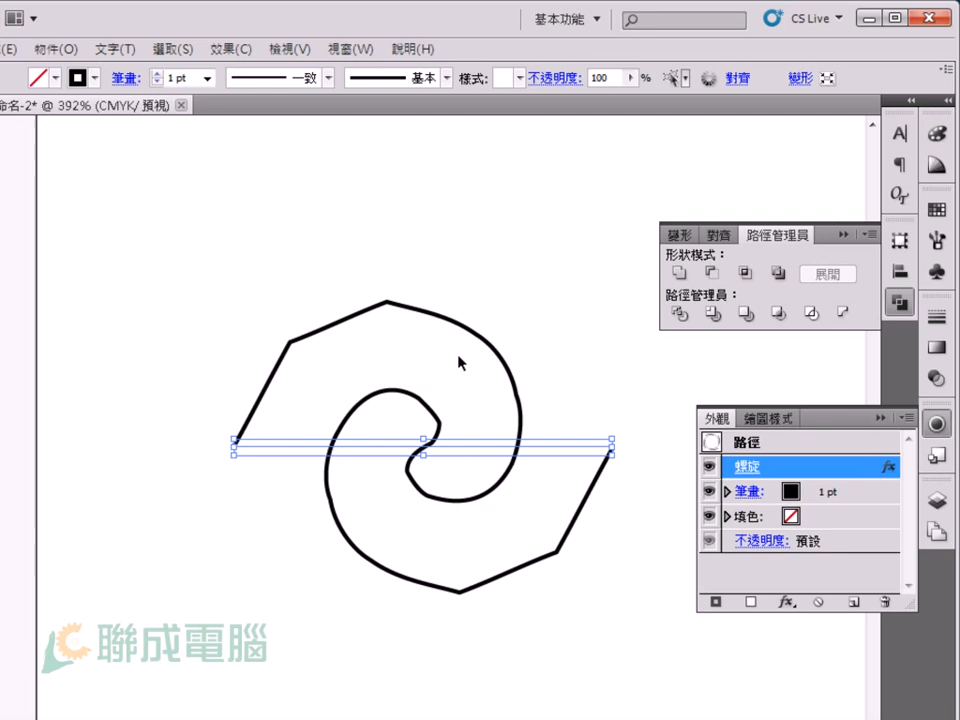 基本功能
CS Live
(E) 物件(O) 文字(T) 選取(S) 效果(C) 檢視(V) 視窗(W) 說明(H)
筆畫: 1 pt 一致 基本 樣式: 不透明度: 100 % 對齊 變形
命名-2* @ 392% (CMYK/預視)
變形 對齊 路徑管理員
形狀模式:
展開
路徑管理員:
外觀 繪圖樣式
路徑
螺旋 fx
筆畫: 1 pt
填色:
不透明度: 預設
fx
聯成電腦